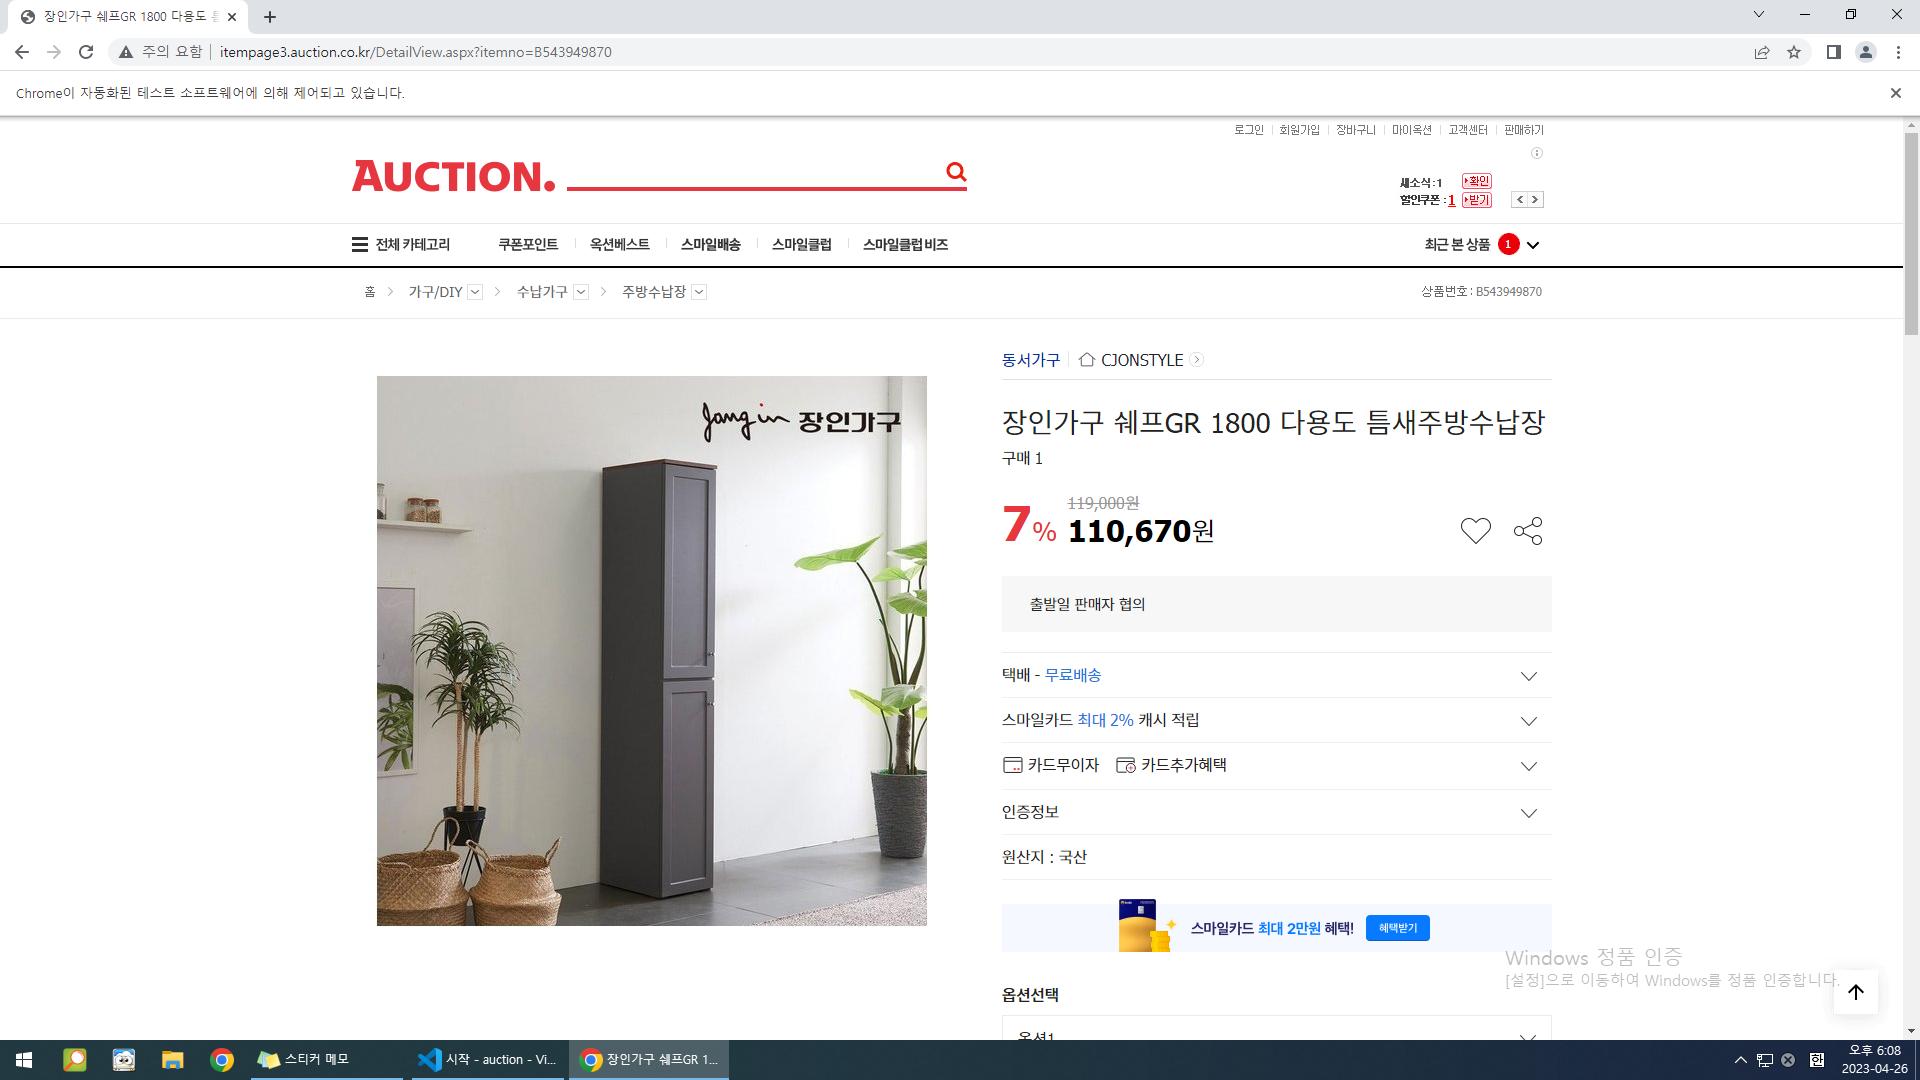 장인가구 쉐프GR 1800 다용도 틈
주의 요함 itempage3.auction.co.kr/DetailView.aspx?itemno=B543949870
Chrome이 자동화된 테스트 소프트웨어에 의해 제어되고 있습니다.
로그인 회원가입 장바구니 마이옥션 고객센터 판매하기
AUCTION.
새소식:1 확인
할인쿠폰:1 받기
전체 카테고리 쿠폰포인트 옥션베스트 스마일배송 스마일클럽 스마일클럽 비즈 최근 본 상품 1
홈 가구/DIY 수납가구 주방수납장 상품번호 : B543949870
동서가구 CJONSTYLE
Jangin 장인가구
장인가구 쉐프GR 1800 다용도 틈새주방수납장
구매 1
119,000원
7% 110,670원
출발일 판매자 협의
택배 - 무료배송
스마일카드 최대 2% 캐시 적립
카드무이자 카드추가혜택
인증정보
원산지 : 국산
스마일카드 최대 2만원 혜택! 혜택받기
Windows 정품 인증
[설정]으로 이동하여 Windows를 정품 인증합니다.
옵션선택
옵션1
스티커 메모 시작 - auction - Vi... 장인가구 쉐프GR 1... 한 오후 6:08
2023-04-26